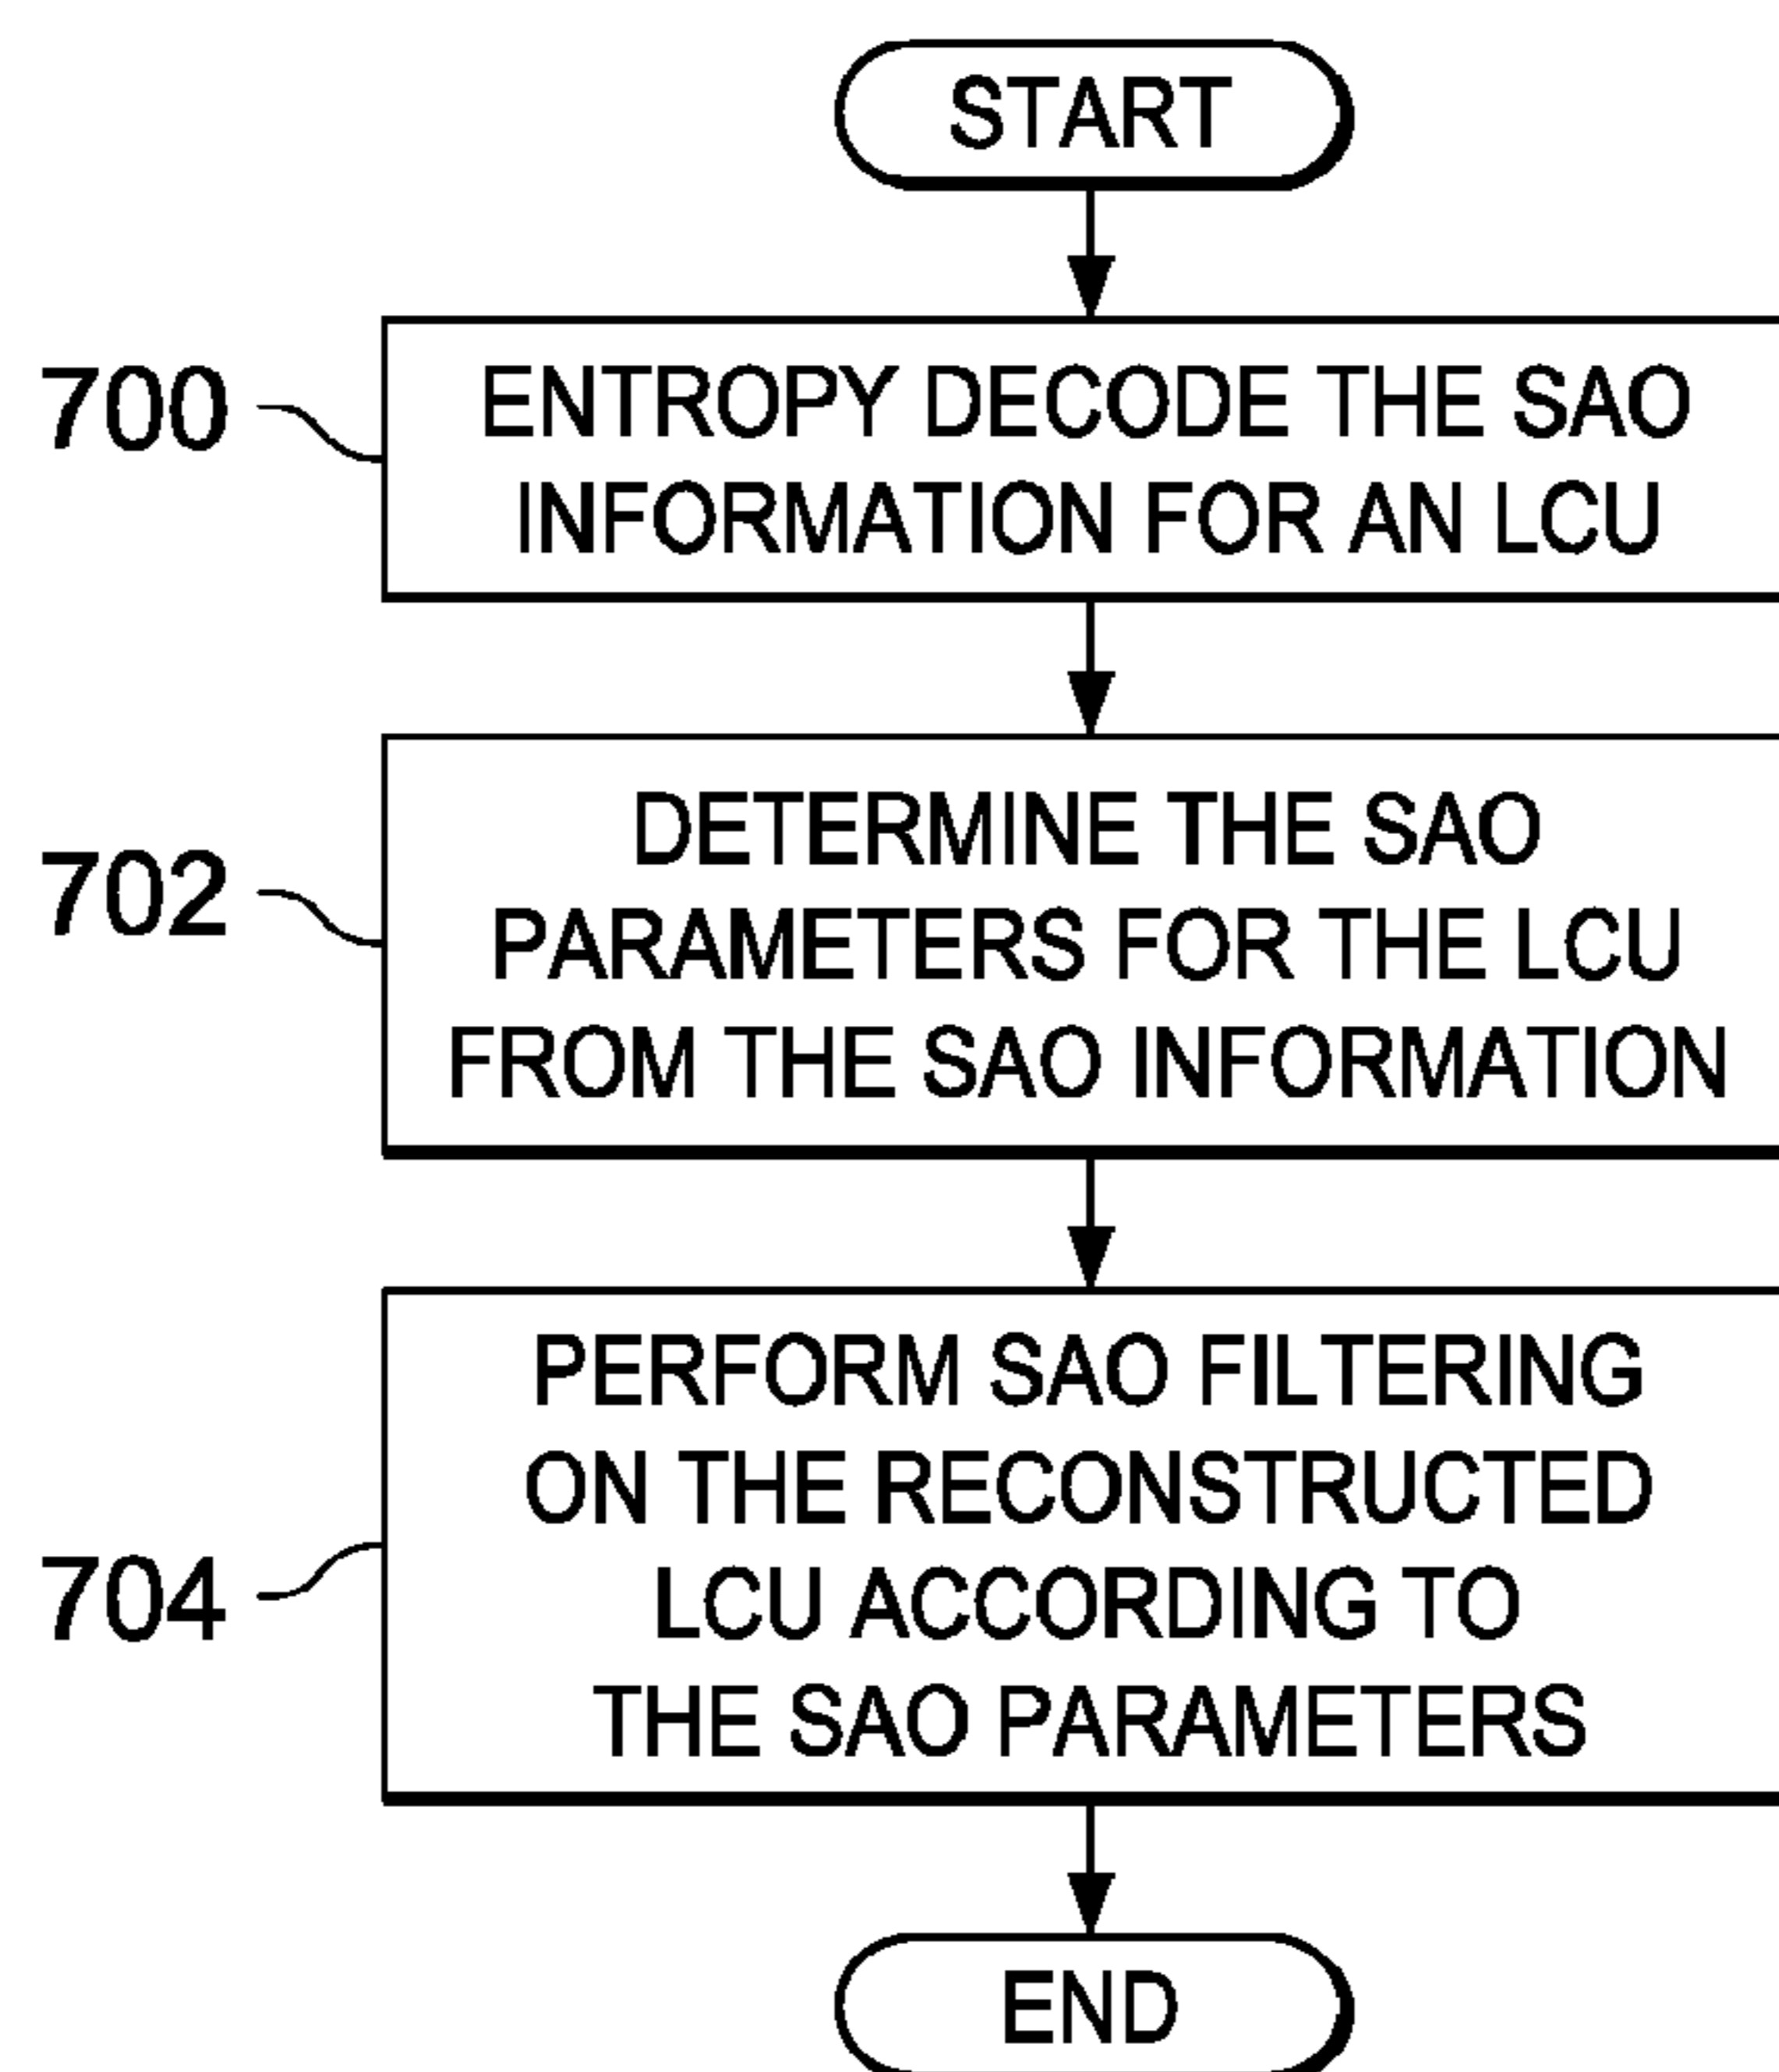 START
700
ENTROPY DECODE THE SAO
INFORMATION FOR AN LCU
702
DETERMINE THE SAO
PARAMETERS FOR THE LCU
FROM THE SAO INFORMATION
704
PERFORM SAO FILTERING
ON THE RECONSTRUCTED
LCU ACCORDING TO
THE SAO PARAMETERS
END